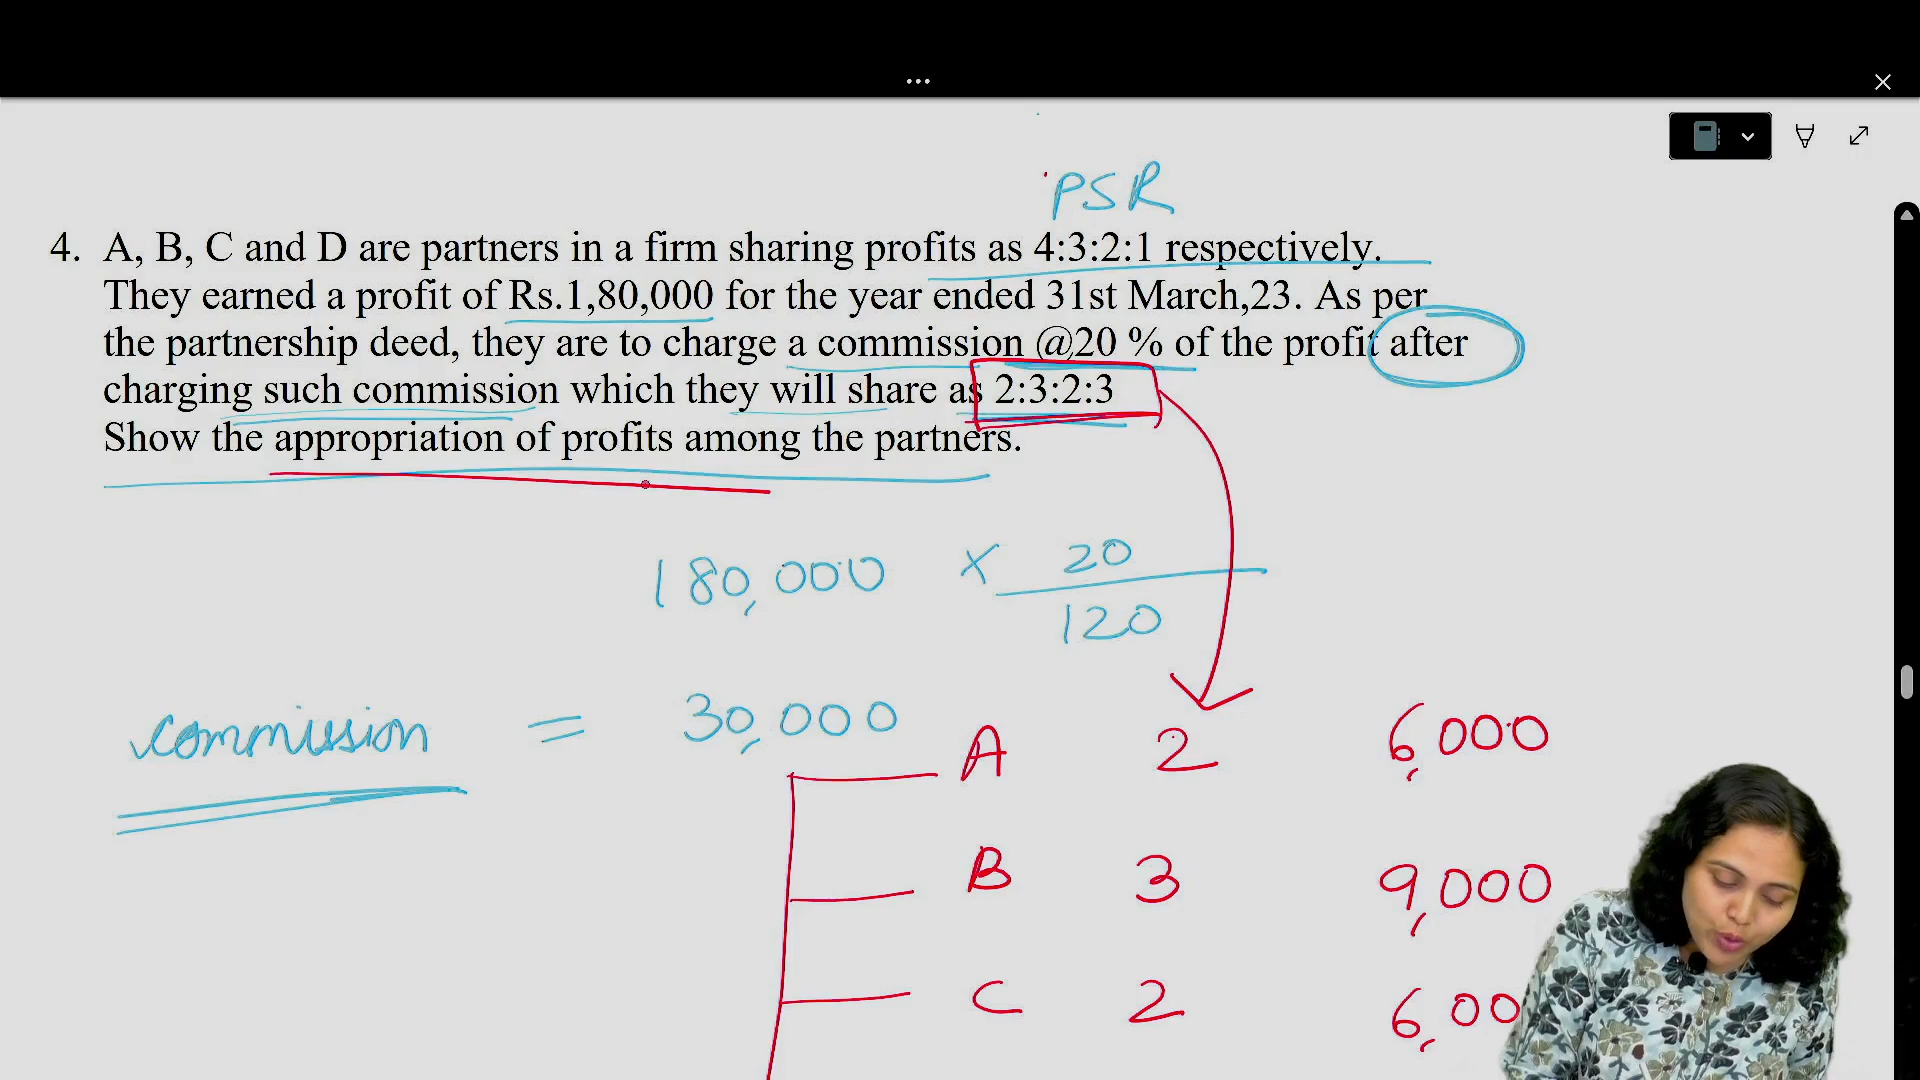 PSR
4. A, B, C and D are partners in a firm sharing profits as 4:3:2:1 respectively.
They earned a profit of Rs.1,80,000 for the year ended 31st March,23. As per
the partnership deed, they are to charge a commission @20 % of the profit after
charging such commission which they will share as 2:3:2:3
Show the appropriation of profits among the partners.
180,000 × 20
120
commission = 30,000
A 2 6,000
B 3 9,000
C 2 6,00